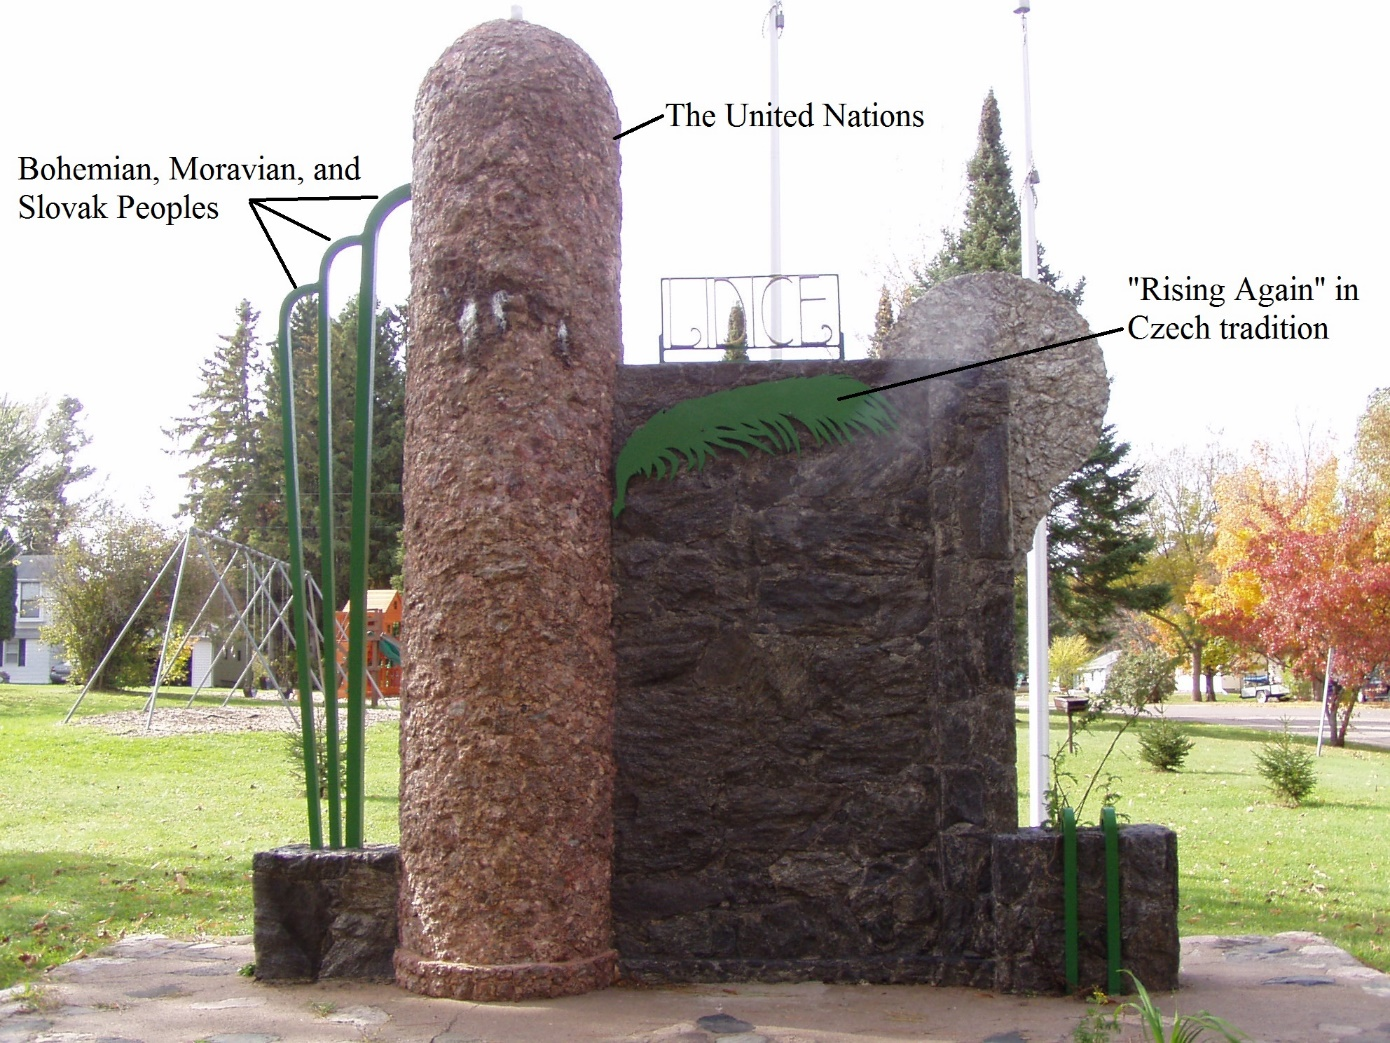 The United Nations
Bohemian, Moravian, and
Slovak Peoples
LIDICE
"Rising Again" in
Czech tradition